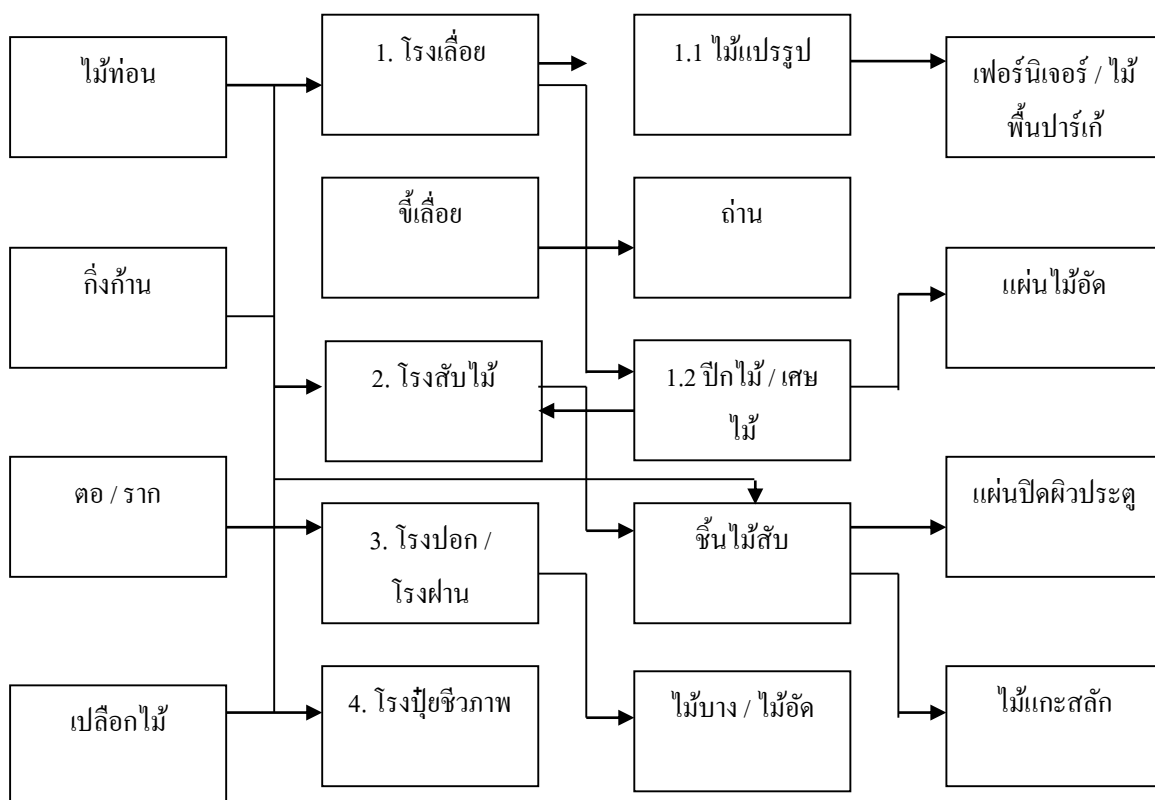 ไม้ท่อน
1. โรงเลื่อย
1.1 ไม้แปรรูป
เฟอร์นิเจอร์ / ไม้
พื้นปาร์เก้
ขี้เลื่อย
ถ่าน
กิ่งก้าน
แผ่นไม้อัด
2. โรงสับไม้
1.2 ปีกไม้ / เศษ
ไม้
ตอ / ราก
3. โรงปอก /
โรงฝาน
ชิ้นไม้สับ
แผ่นปิดผิวประตู
เปลือกไม้
4. โรงปุ๋ยชีวภาพ
ไม้บาง / ไม้อัด
ไม้แกะสลัก